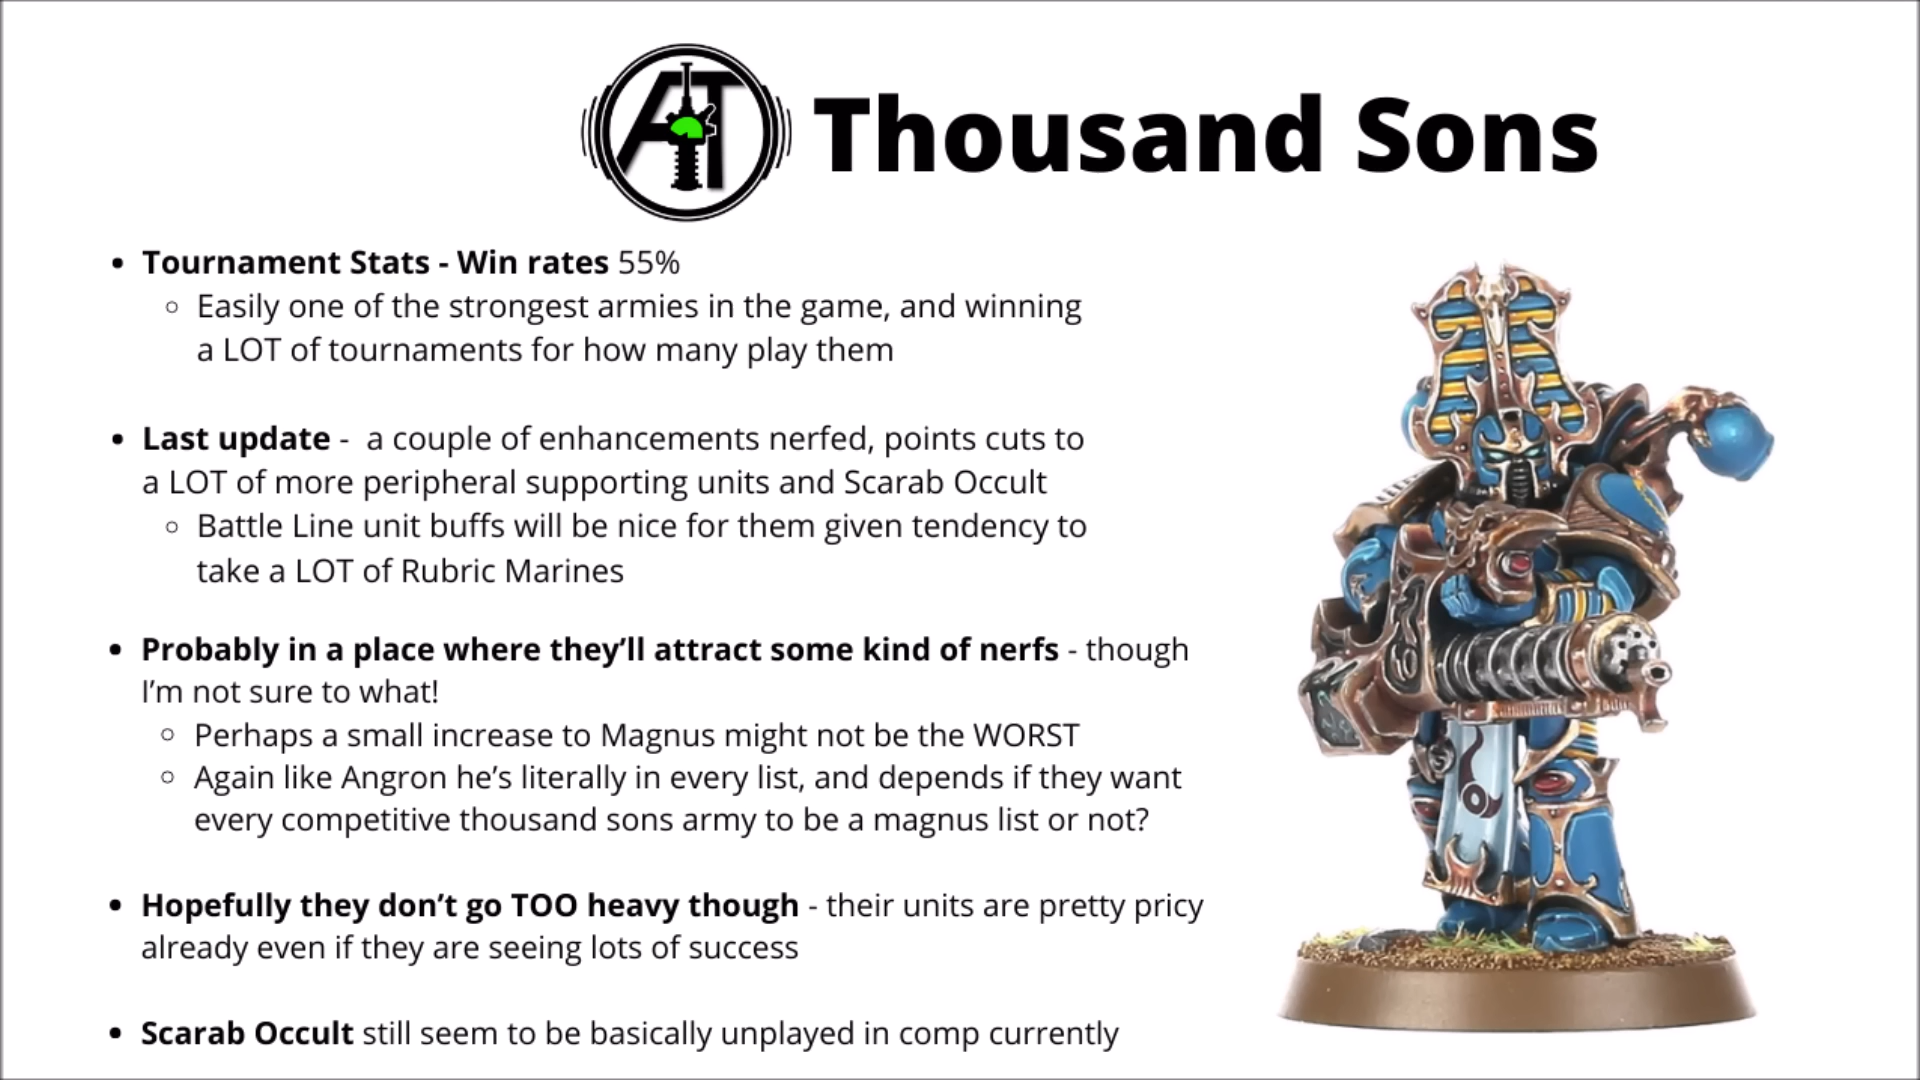 AT Thousand Sons
• Tournament Stats - Win rates 55%
◦ Easily one of the strongest armies in the game, and winning
a LOT of tournaments for how many play them
• Last update - a couple of enhancements nerfed, points cuts to
a LOT of more peripheral supporting units and Scarab Occult
◦ Battle Line unit buffs will be nice for them given tendency to
take a LOT of Rubric Marines
• Probably in a place where they’ll attract some kind of nerfs - though
I’m not sure to what!
◦ Perhaps a small increase to Magnus might not be the WORST
◦ Again like Angron he’s literally in every list, and depends if they want
every competitive thousand sons army to be a magnus list or not?
• Hopefully they don’t go TOO heavy though - their units are pretty pricy
already even if they are seeing lots of success
• Scarab Occult still seem to be basically unplayed in comp currently